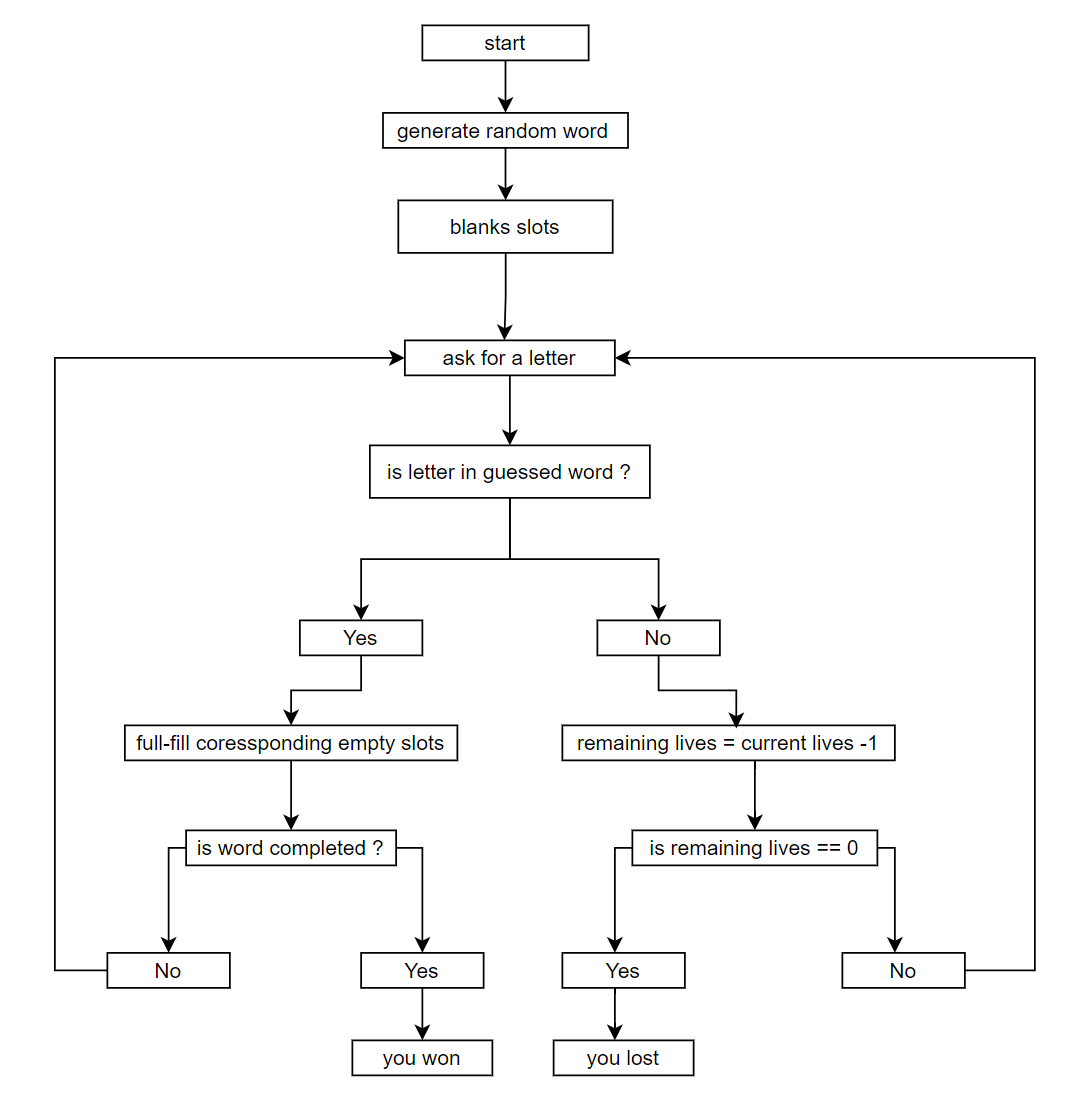 start
generate random word
blanks slots
ask for a letter
is letter in guessed word ?
Yes
No
full-fill coressponding empty slots
remaining lives = current lives -1
is word completed ?
is remaining lives == 0
No
Yes
Yes
No
you won
you lost